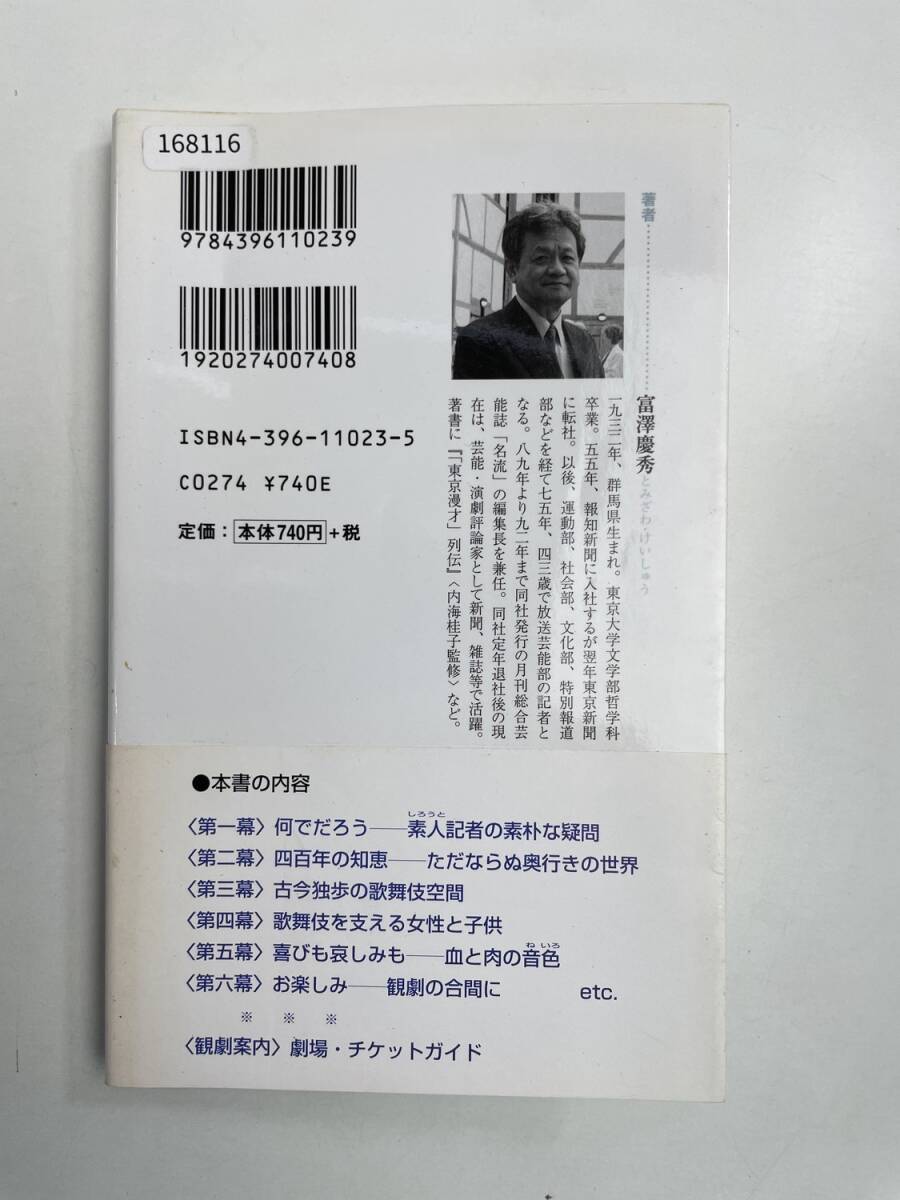 168116
9784396110239
1920274007408
ISBN4-396-11023-5
C0274 ¥740E
定価：本体740円+税
著者
富澤慶秀 とみざわ・けいしゅう
一九三二年、群馬県生まれ。東京大学文学部哲学科
卒業。五五年、報知新聞に入社するが翌年東京新聞
に転社。以後、運動部、社会部、文化部、特別報道
部などを経て七五年、四三歳で放送芸能部の記者と
なる。八九年より九二年まで同社発行の月刊総合芸
能誌「名流」の編集長を兼任。同社定年退社後の現
在は、芸能・演劇評論家として新聞、雑誌等で活躍。
著書に『「東京漫才」列伝』〈内海桂子監修〉など。
●本書の内容
しろうと
〈第一幕〉何でだろう──素人記者の素朴な疑問
〈第二幕〉四百年の知恵──ただならぬ奥行きの世界
〈第三幕〉古今独歩の歌舞伎空間
〈第四幕〉歌舞伎を支える女性と子供
ねいろ
〈第五幕〉喜びも哀しみも──血と肉の音色
〈第六幕〉お楽しみ──観劇の合間に etc.
※ ※ ※
〈観劇案内〉劇場・チケットガイド